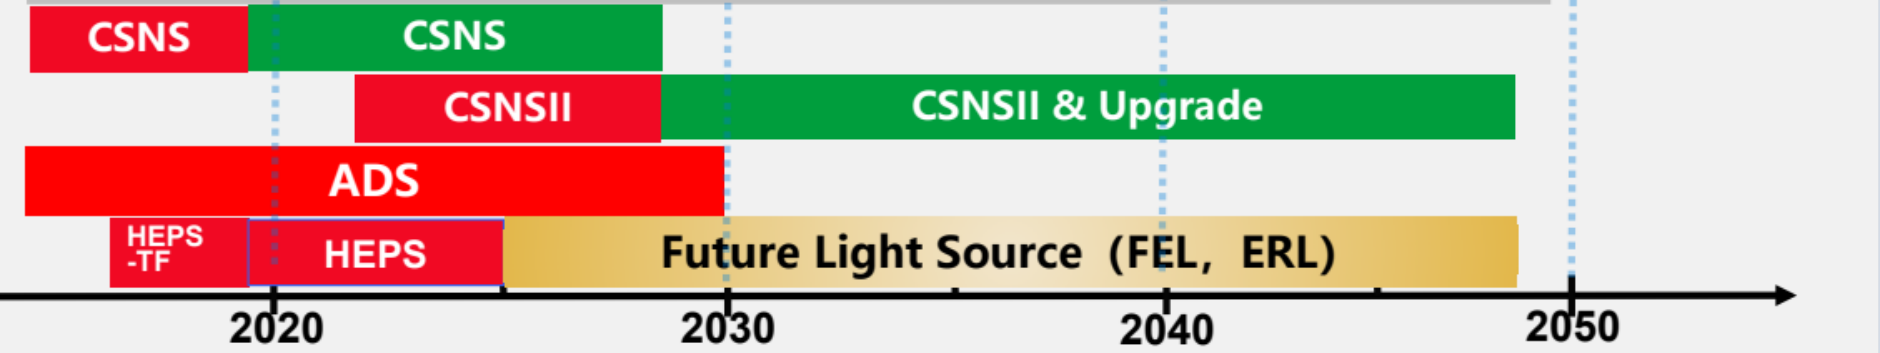 CSNS CSNS
CSNSII CSNSII & Upgrade
ADS
HEPS
-TF
HEPS
Future Light Source (FEL, ERL)
2020 2030 2040 2050